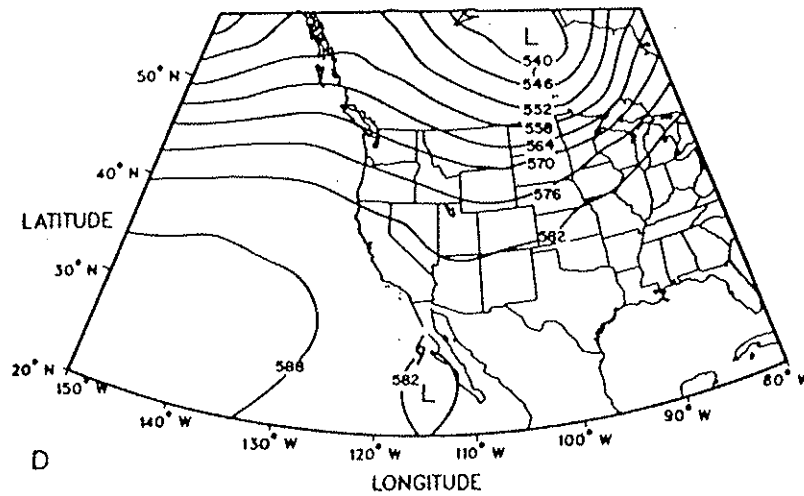 L
540
50° N
546
552
558
564
570
40° N
576
LATITUDE
582
30° N
588
582
L
20° N
150° W
80° W
140° W
90° W
130° W
100° W
120° W
110° W
D
LONGITUDE